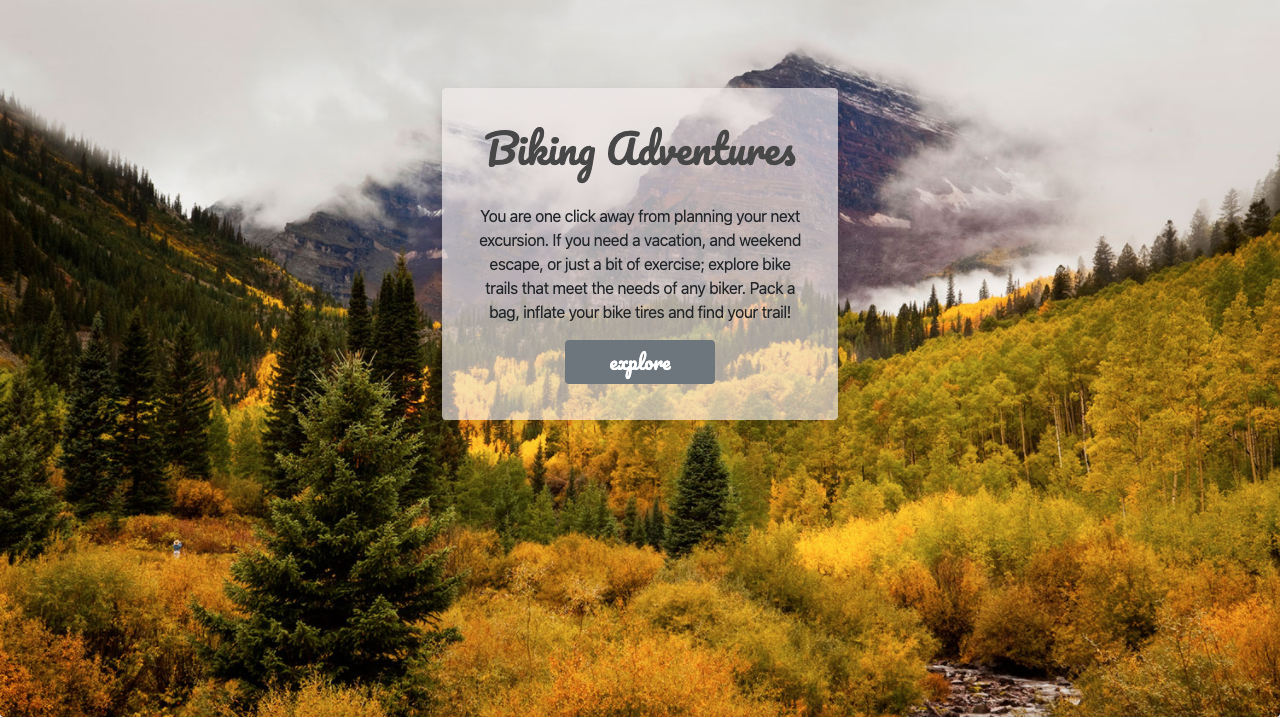 Biking Adventures
You are one click away from planning your next
excursion. If you need a vacation, and weekend
escape, or just a bit of exercise; explore bike
trails that meet the needs of any biker. Pack a
bag, inflate your bike tires and find your trail!
explore